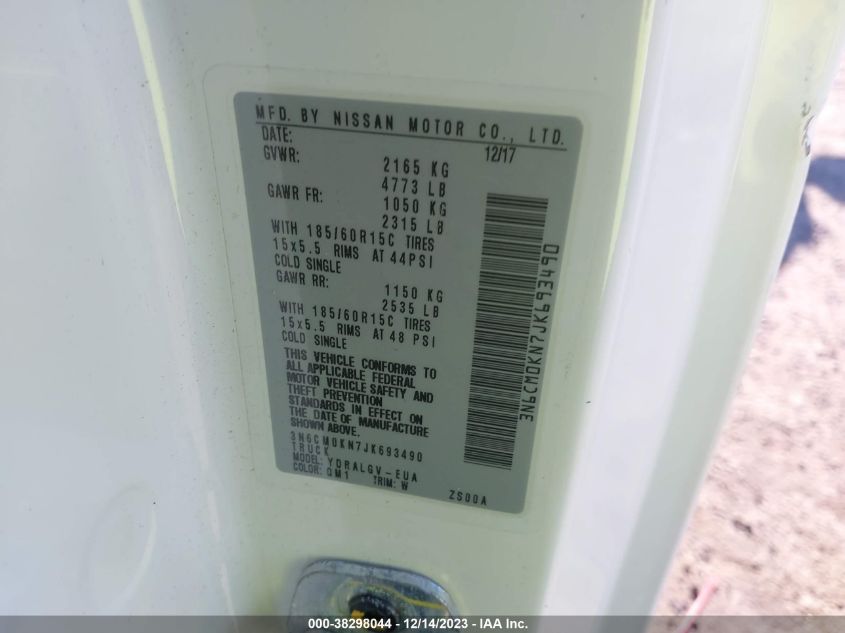 MFD. BY NISSAN MOTOR CO., LTD.
DATE: 12/17
GVWR: 2165 KG
4773 LB
GAWR FR: 1050 KG
2315 LB
WITH 185/60R15C TIRES
15x5.5 RIMS AT 44PSI
COLD SINGLE
GAWR RR: 1150 KG
2535 LB
WITH 185/60R15C TIRES
15x5.5 RIMS AT 48 PSI
COLD SINGLE
THIS VEHICLE CONFORMS TO
ALL APPLICABLE FEDERAL
MOTOR VEHICLE SAFETY AND
THEFT PREVENTION
STANDARDS IN EFFECT ON
THE DATE OF MANUFACTURE
SHOWN ABOVE.
3N6CM0KN7JK693490
TRUCK
MODEL: YDRALGV-EUA
COLOR: QM1 TRIM: W ZS00A
3N6CM0KN7JK693490
000-38298044 - 12/14/2023 - IAA Inc.